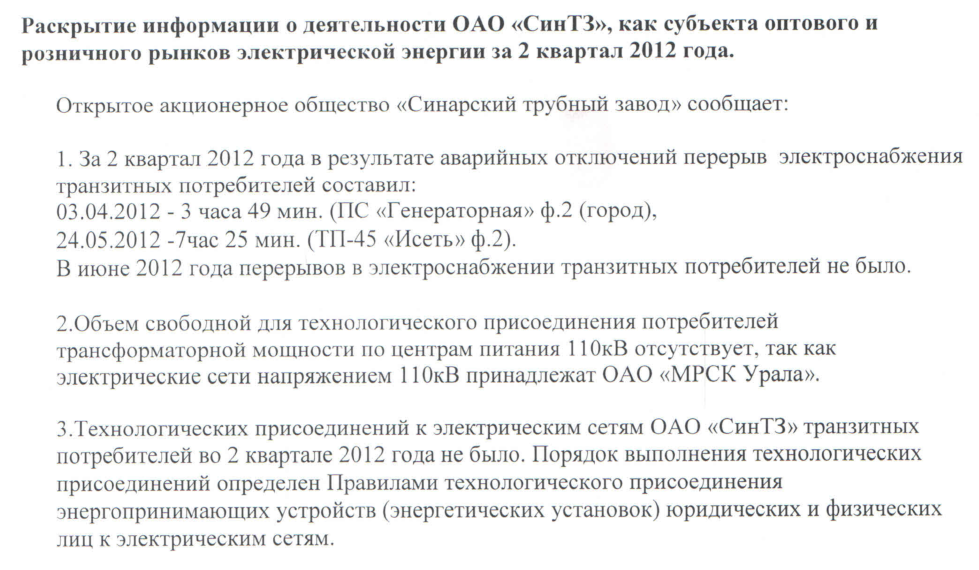 Раскрытие информации о деятельности ОАО «СинТЗ», как субъекта оптового и
розничного рынков электрической энергии за 2 квартал 2012 года.
Открытое акционерное общество «Синарский трубный завод» сообщает:
1. За 2 квартал 2012 года в результате аварийных отключений перерыв  электроснабжения
транзитных потребителей составил:
03.04.2012 - 3 часа 49 мин. (ПС «Генераторная» ф.2 (город),
24.05.2012 -7час 25 мин. (ТП-45 «Исеть» ф.2).
В июне 2012 года перерывов в электроснабжении транзитных потребителей не было.
2.Объем свободной для технологического присоединения потребителей
трансформаторной мощности по центрам питания 110кВ отсутствует, так как
электрические сети напряжением 110кВ принадлежат ОАО «МРСК Урала».
3.Технологических присоединений к электрическим сетям ОАО «СинТЗ» транзитных
потребителей во 2 квартале 2012 года не было. Порядок выполнения технологических
присоединений определен Правилами технологического присоединения
энергопринимающих устройств (энергетических установок) юридических и физических
лиц к электрическим сетям.